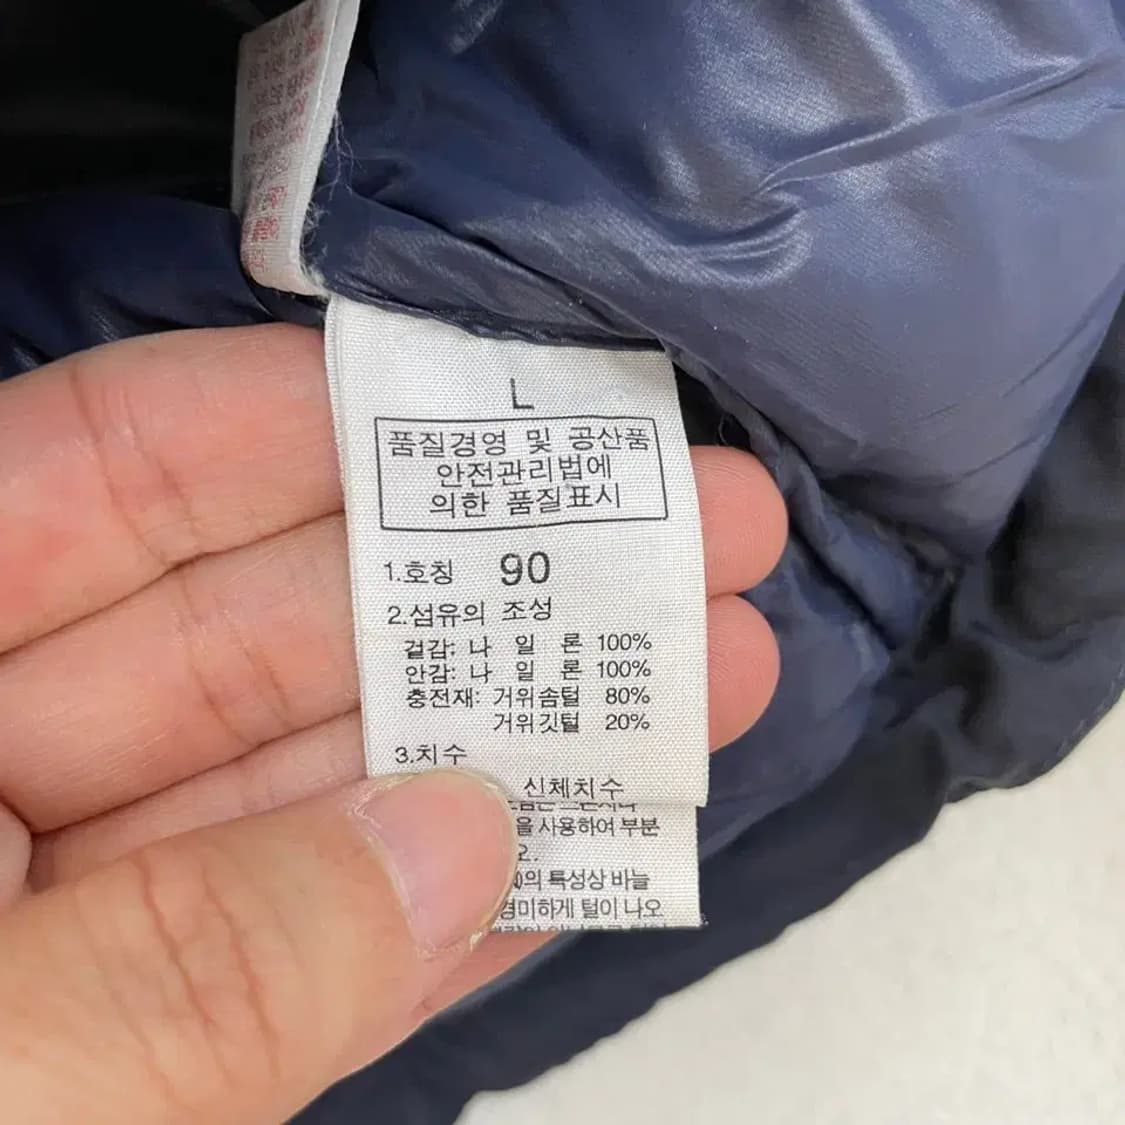 L
품질경영 및 공산품
안전관리법에
의한 품질표시
1.호칭 90
2.섬유의 조성
겉감: 나 일 론 100%
안감: 나 일 론 100%
충전재: 거위솜털 80%
거위깃털 20%
3.치수
신체치수
을 사용하여 부분
오.
의 특성상 바늘
경미하게 털이 나오